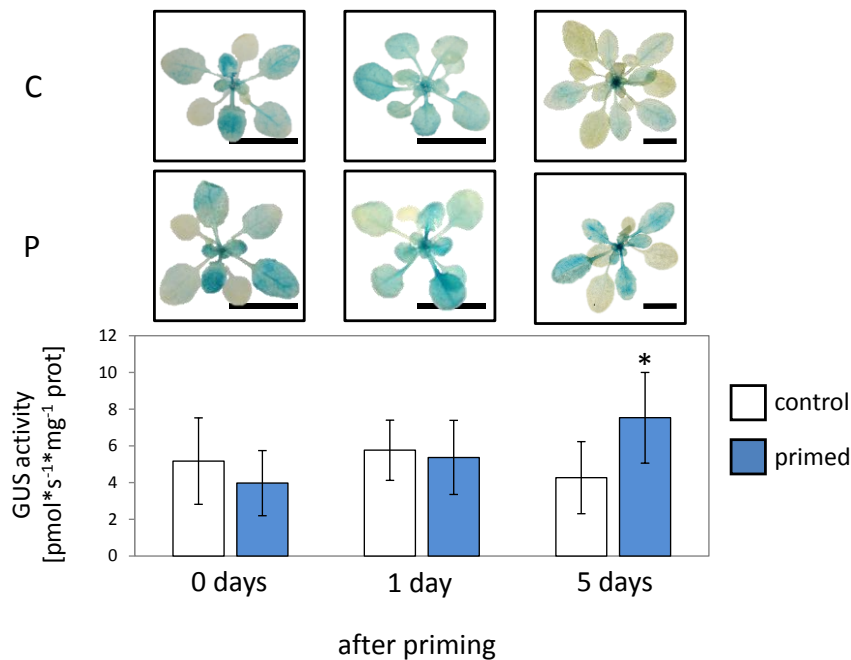 C
P
12
10
8
6
4
2
0
GUS activity
[pmol*s⁻¹*mg⁻¹ prot]
*
control
primed
0 days 1 day 5 days
after priming